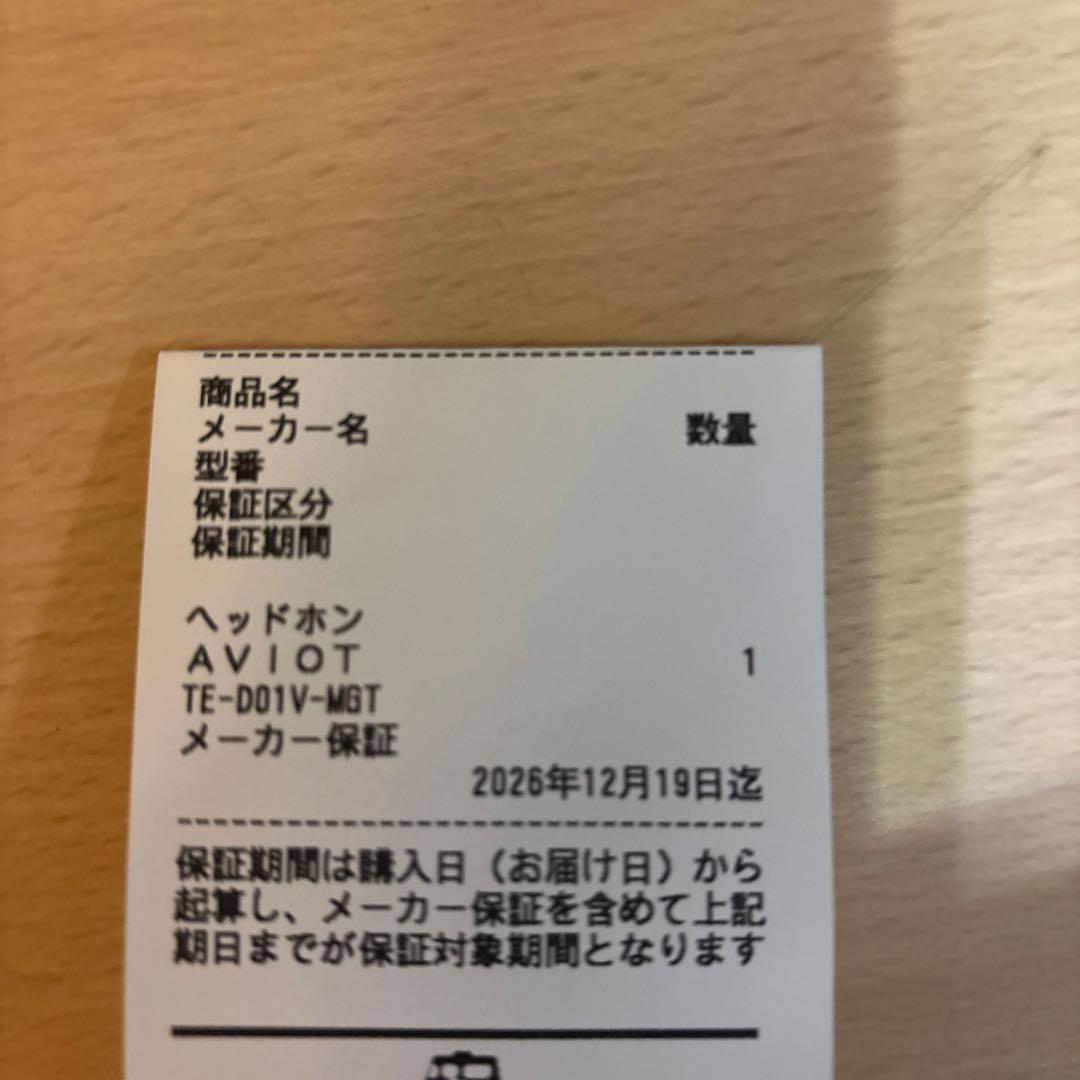 商品名
メーカー名 数量
型番
保証区分
保証期間
ヘッドホン
AVIOT 1
TE-D01V-MGT
メーカー保証
2026年12月19日迄
保証期間は購入日（お届け日）から
起算し、メーカー保証を含めて上記
期日までが保証対象期間となります